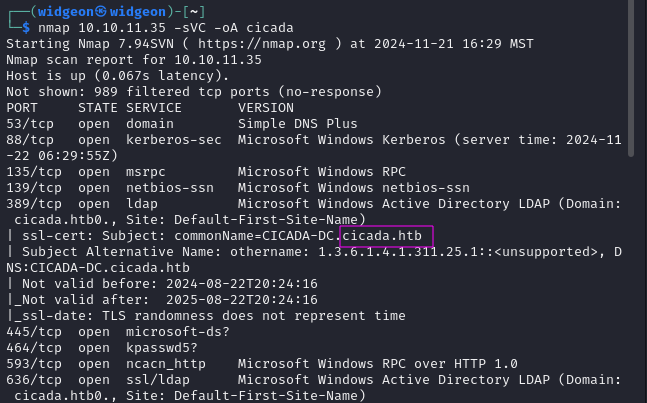 ┌──(widgeon㉿widgeon)-[~]
└─$ nmap 10.10.11.35 -sVC -oA cicada
Starting Nmap 7.94SVN ( https://nmap.org ) at 2024-11-21 16:29 MST
Nmap scan report for 10.10.11.35
Host is up (0.067s latency).
Not shown: 989 filtered tcp ports (no-response)
PORT     STATE SERVICE       VERSION
53/tcp   open  domain        Simple DNS Plus
88/tcp   open  kerberos-sec  Microsoft Windows Kerberos (server time: 2024-11
-22 06:29:55Z)
135/tcp  open  msrpc         Microsoft Windows RPC
139/tcp  open  netbios-ssn   Microsoft Windows netbios-ssn
389/tcp  open  ldap          Microsoft Windows Active Directory LDAP (Domain:
 cicada.htb0., Site: Default-First-Site-Name)
| ssl-cert: Subject: commonName=CICADA-DC.cicada.htb
| Subject Alternative Name: othername: 1.3.6.1.4.1.311.25.1::<unsupported>, D
NS:CICADA-DC.cicada.htb
| Not valid before: 2024-08-22T20:24:16
|_Not valid after:  2025-08-22T20:24:16
|_ssl-date: TLS randomness does not represent time
445/tcp  open  microsoft-ds?
464/tcp  open  kpasswd5?
593/tcp  open  ncacn_http    Microsoft Windows RPC over HTTP 1.0
636/tcp  open  ssl/ldap      Microsoft Windows Active Directory LDAP (Domain:
 cicada.htb0., Site: Default-First-Site-Name)